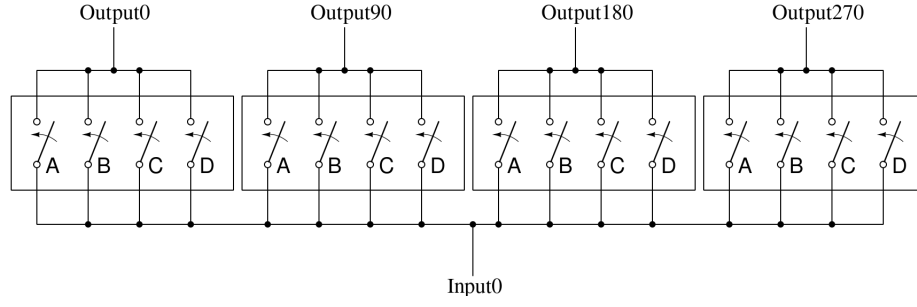 Output0 Output90 Output180 Output270
A B C D A B C D A B C D A B C D
Input0